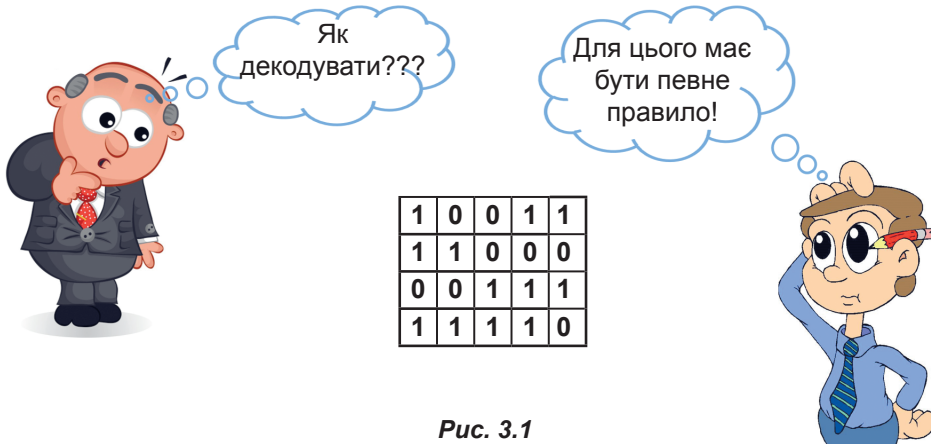 Як
декодувати???
Для цього має
бути певне
правило!
1 0 0 1 1
1 1 0 0 0
0 0 1 1 1
1 1 1 1 0
Рис. 3.1